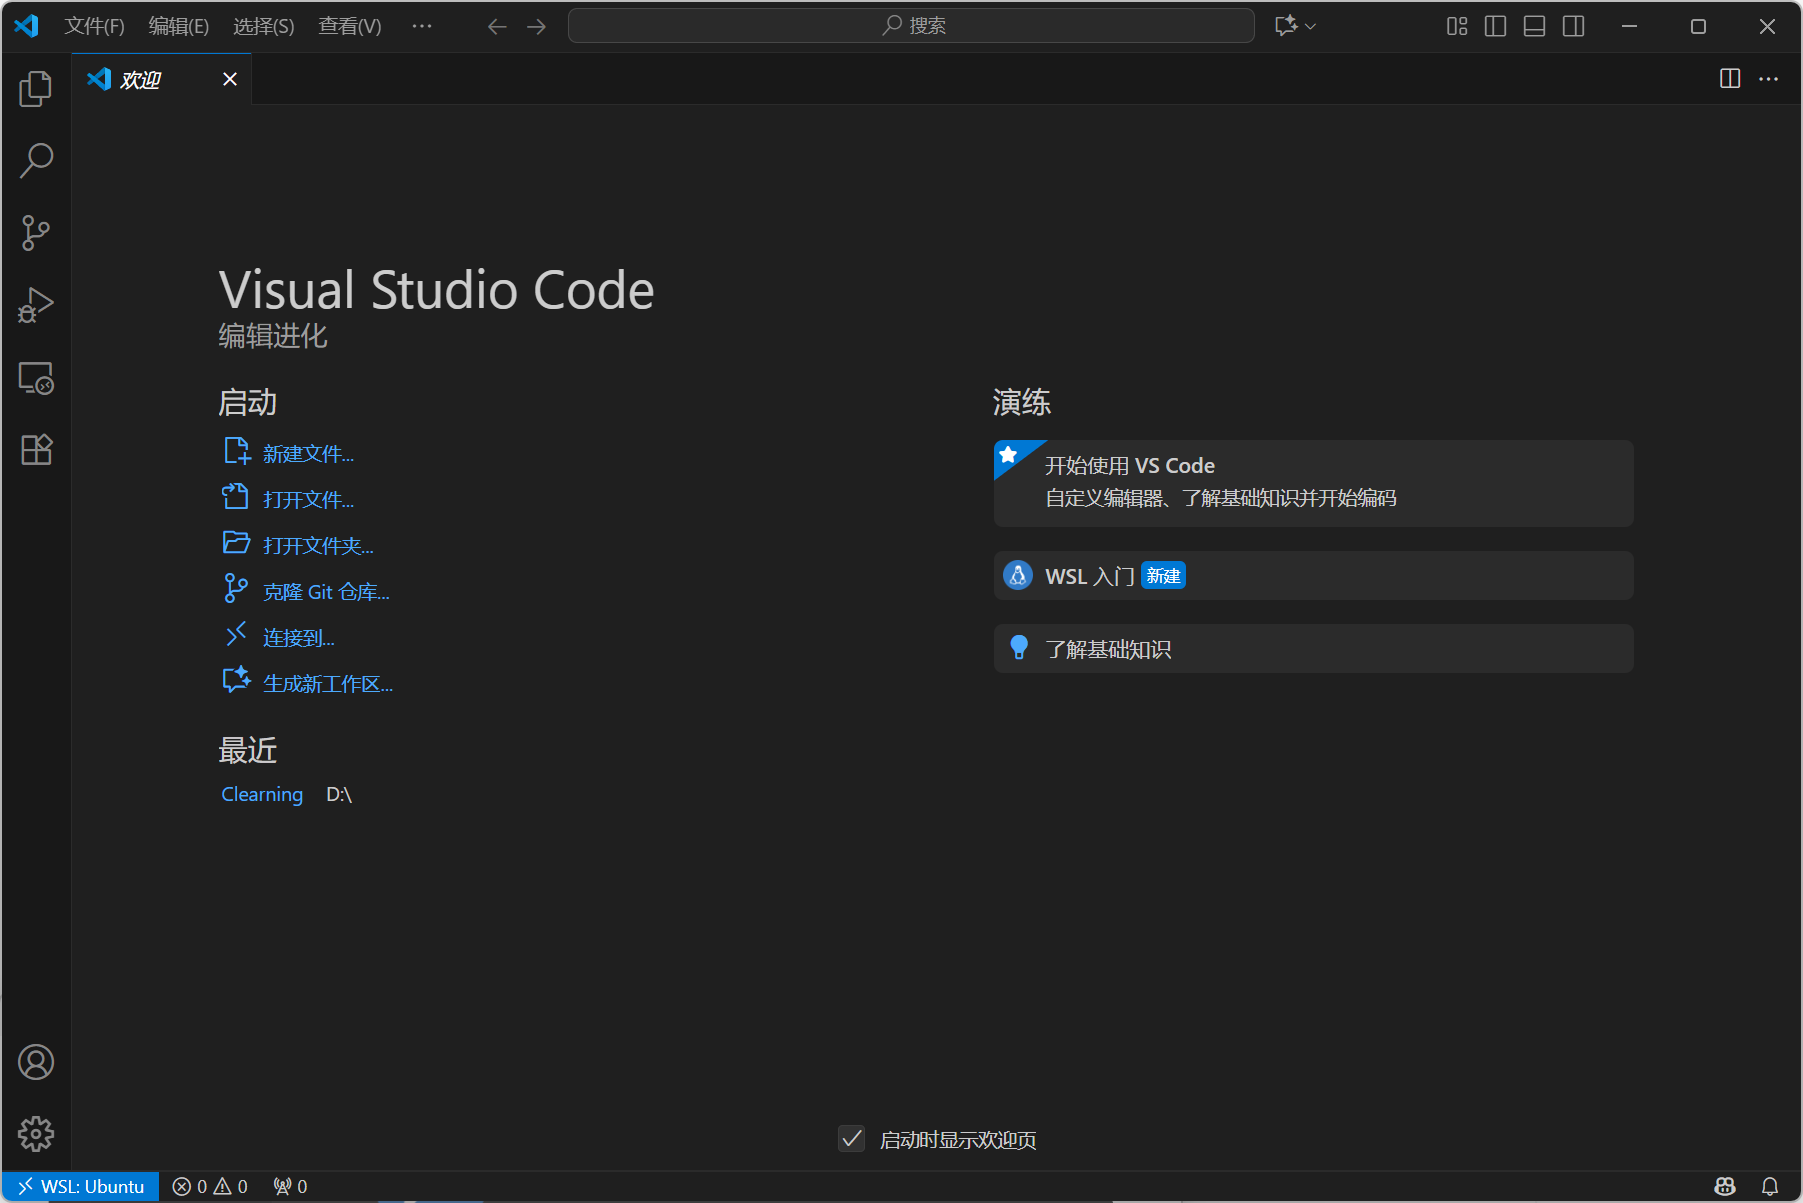 文件(F) 编辑(E) 选择(S) 查看(V) ··· 搜索
欢迎
Visual Studio Code
编辑进化
启动
新建文件...
打开文件...
打开文件夹...
克隆 Git 仓库...
连接到...
生成新工作区...
最近
Clearning D:\
演练
开始使用 VS Code
自定义编辑器、了解基础知识并开始编码
WSL 入门 新建
了解基础知识
启动时显示欢迎页
WSL: Ubuntu 0 0 0